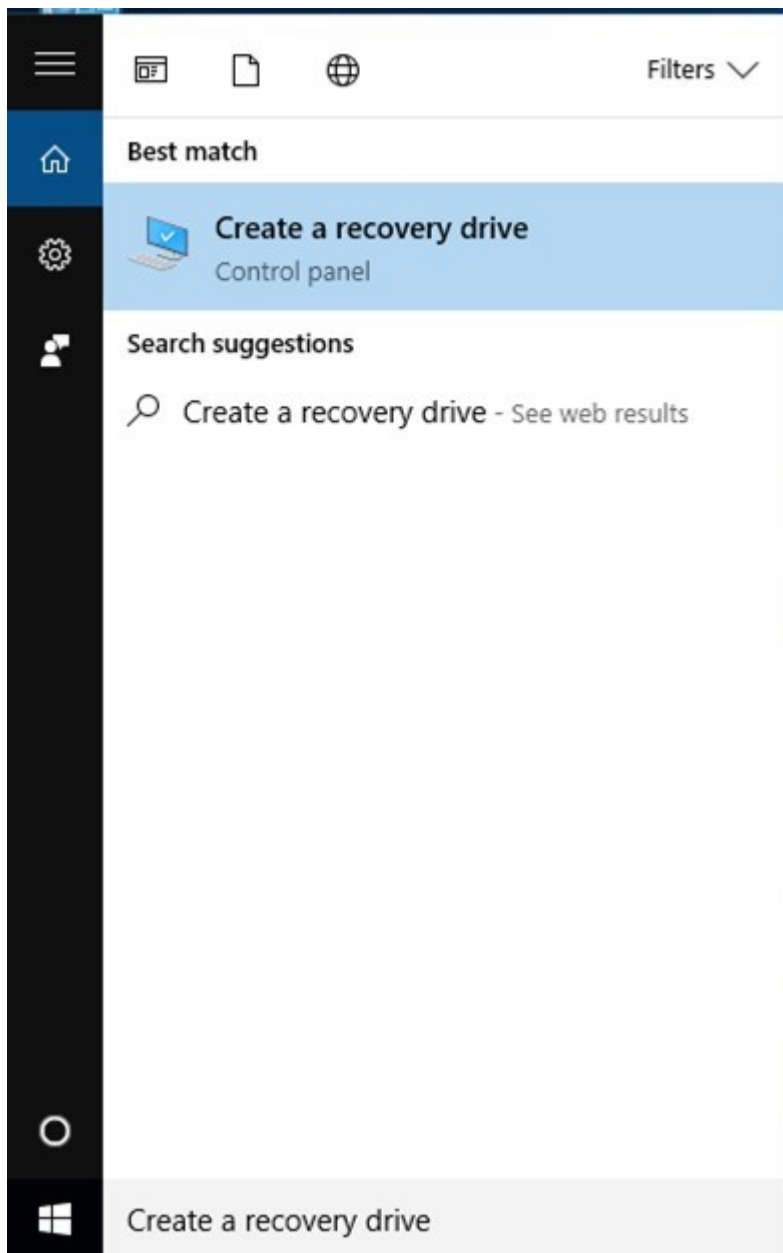 Filters
Best match
Create a recovery drive
Control panel
Search suggestions
Create a recovery drive - See web results
Create a recovery drive